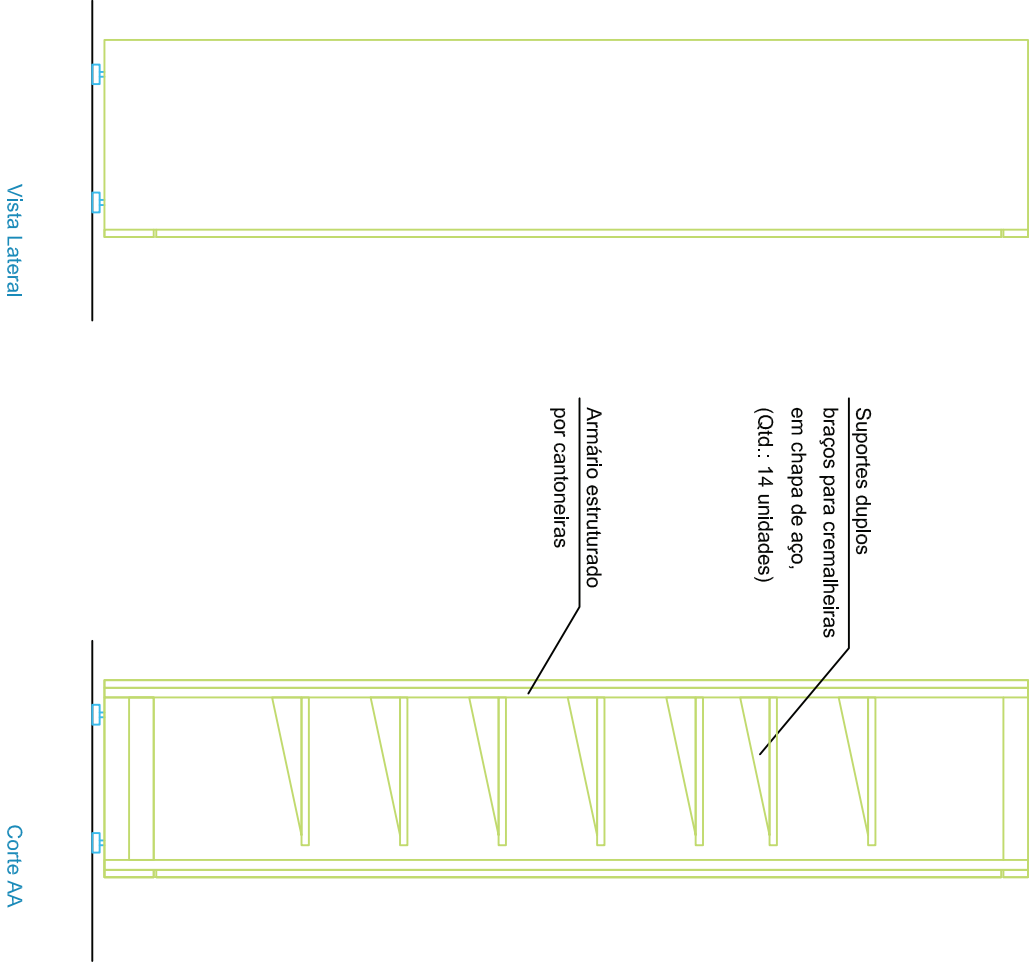 Suportes duplos
braços para cremalheiras
em chapa de aço,
(Qtd.: 14 unidades)
Armário estruturado
por cantoneiras
Vista Lateral
Corte AA